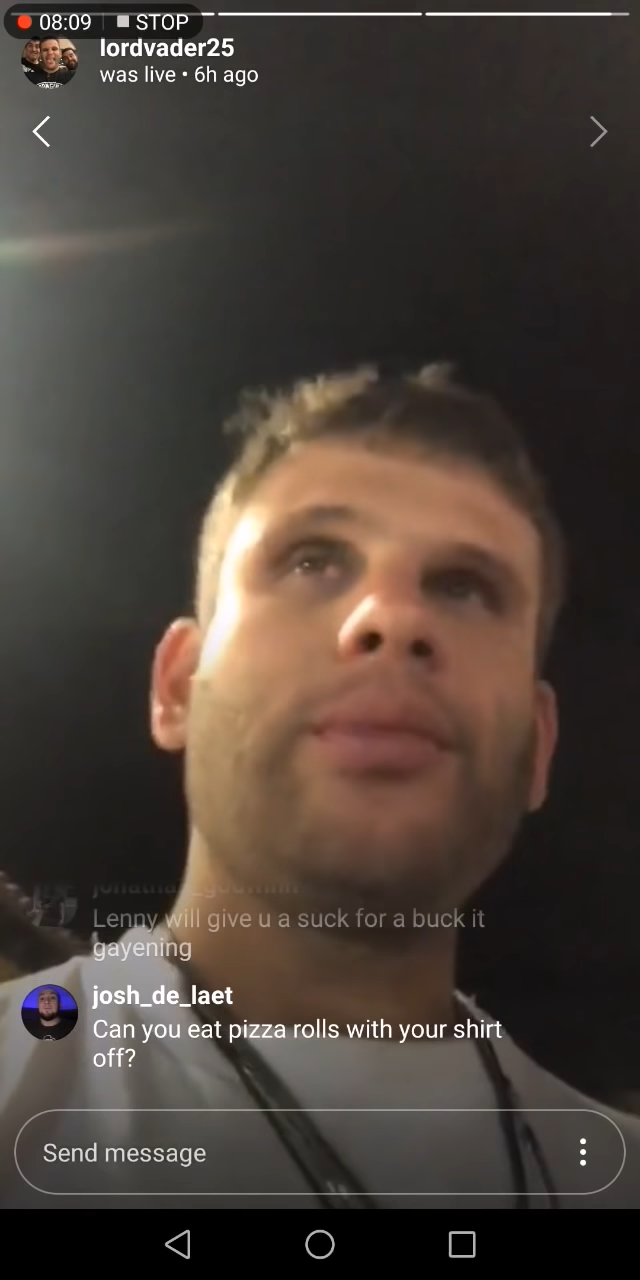 08:09 STOP
lordvader25
was live • 6h ago
Lenny will give u a suck for a buck it
gayening
josh_de_laet
Can you eat pizza rolls with your shirt
off?
Send message